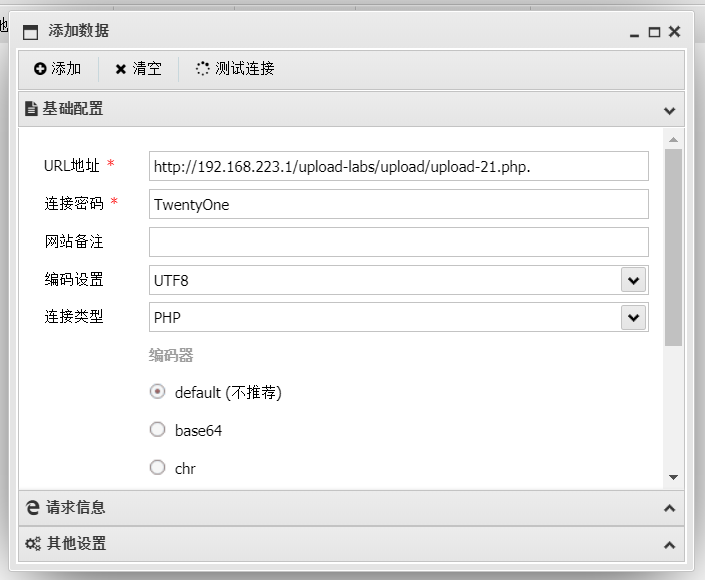 地
添加数据
添加 清空 测试连接
基础配置
URL地址 * http://192.168.223.1/upload-labs/upload/upload-21.php.
连接密码 * TwentyOne
网站备注
编码设置 UTF8
连接类型 PHP
编码器
default (不推荐)
base64
chr
请求信息
其他设置